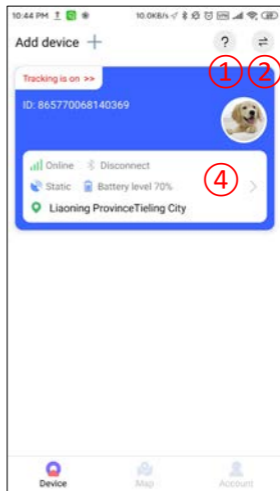 10:44 PM
10.0KB/s
Add device +
?
① ②
Tracking is on >>
ID: 865770068140369
Online Disconnect
④
Static Battery level 70%
Liaoning ProvinceTieling City
Device Map Account